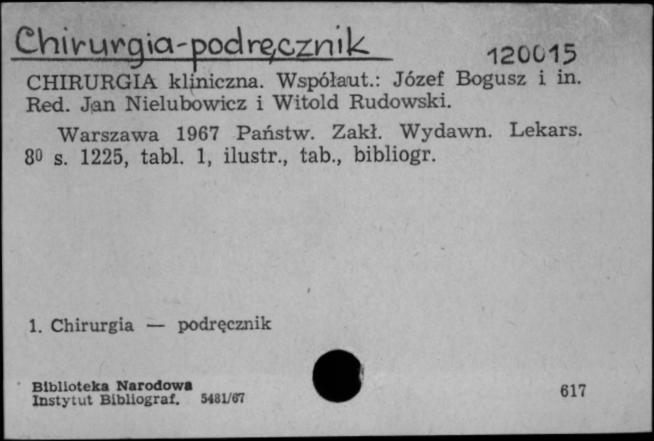 Chirurgia-podręcznik
120015
CHIRURGIA kliniczna. Współaut.: Józef Bogusz i in.
Red. Jan Nielubowicz i Witold Rudowski.
Warszawa 1967 Państw. Zakł. Wydawn. Lekars.
8⁰ s. 1225, tabl. 1, ilustr., tab., bibliogr.
1. Chirurgia — podręcznik
Biblioteka Narodowa
Instytut Bibliograf. 5481/67
617